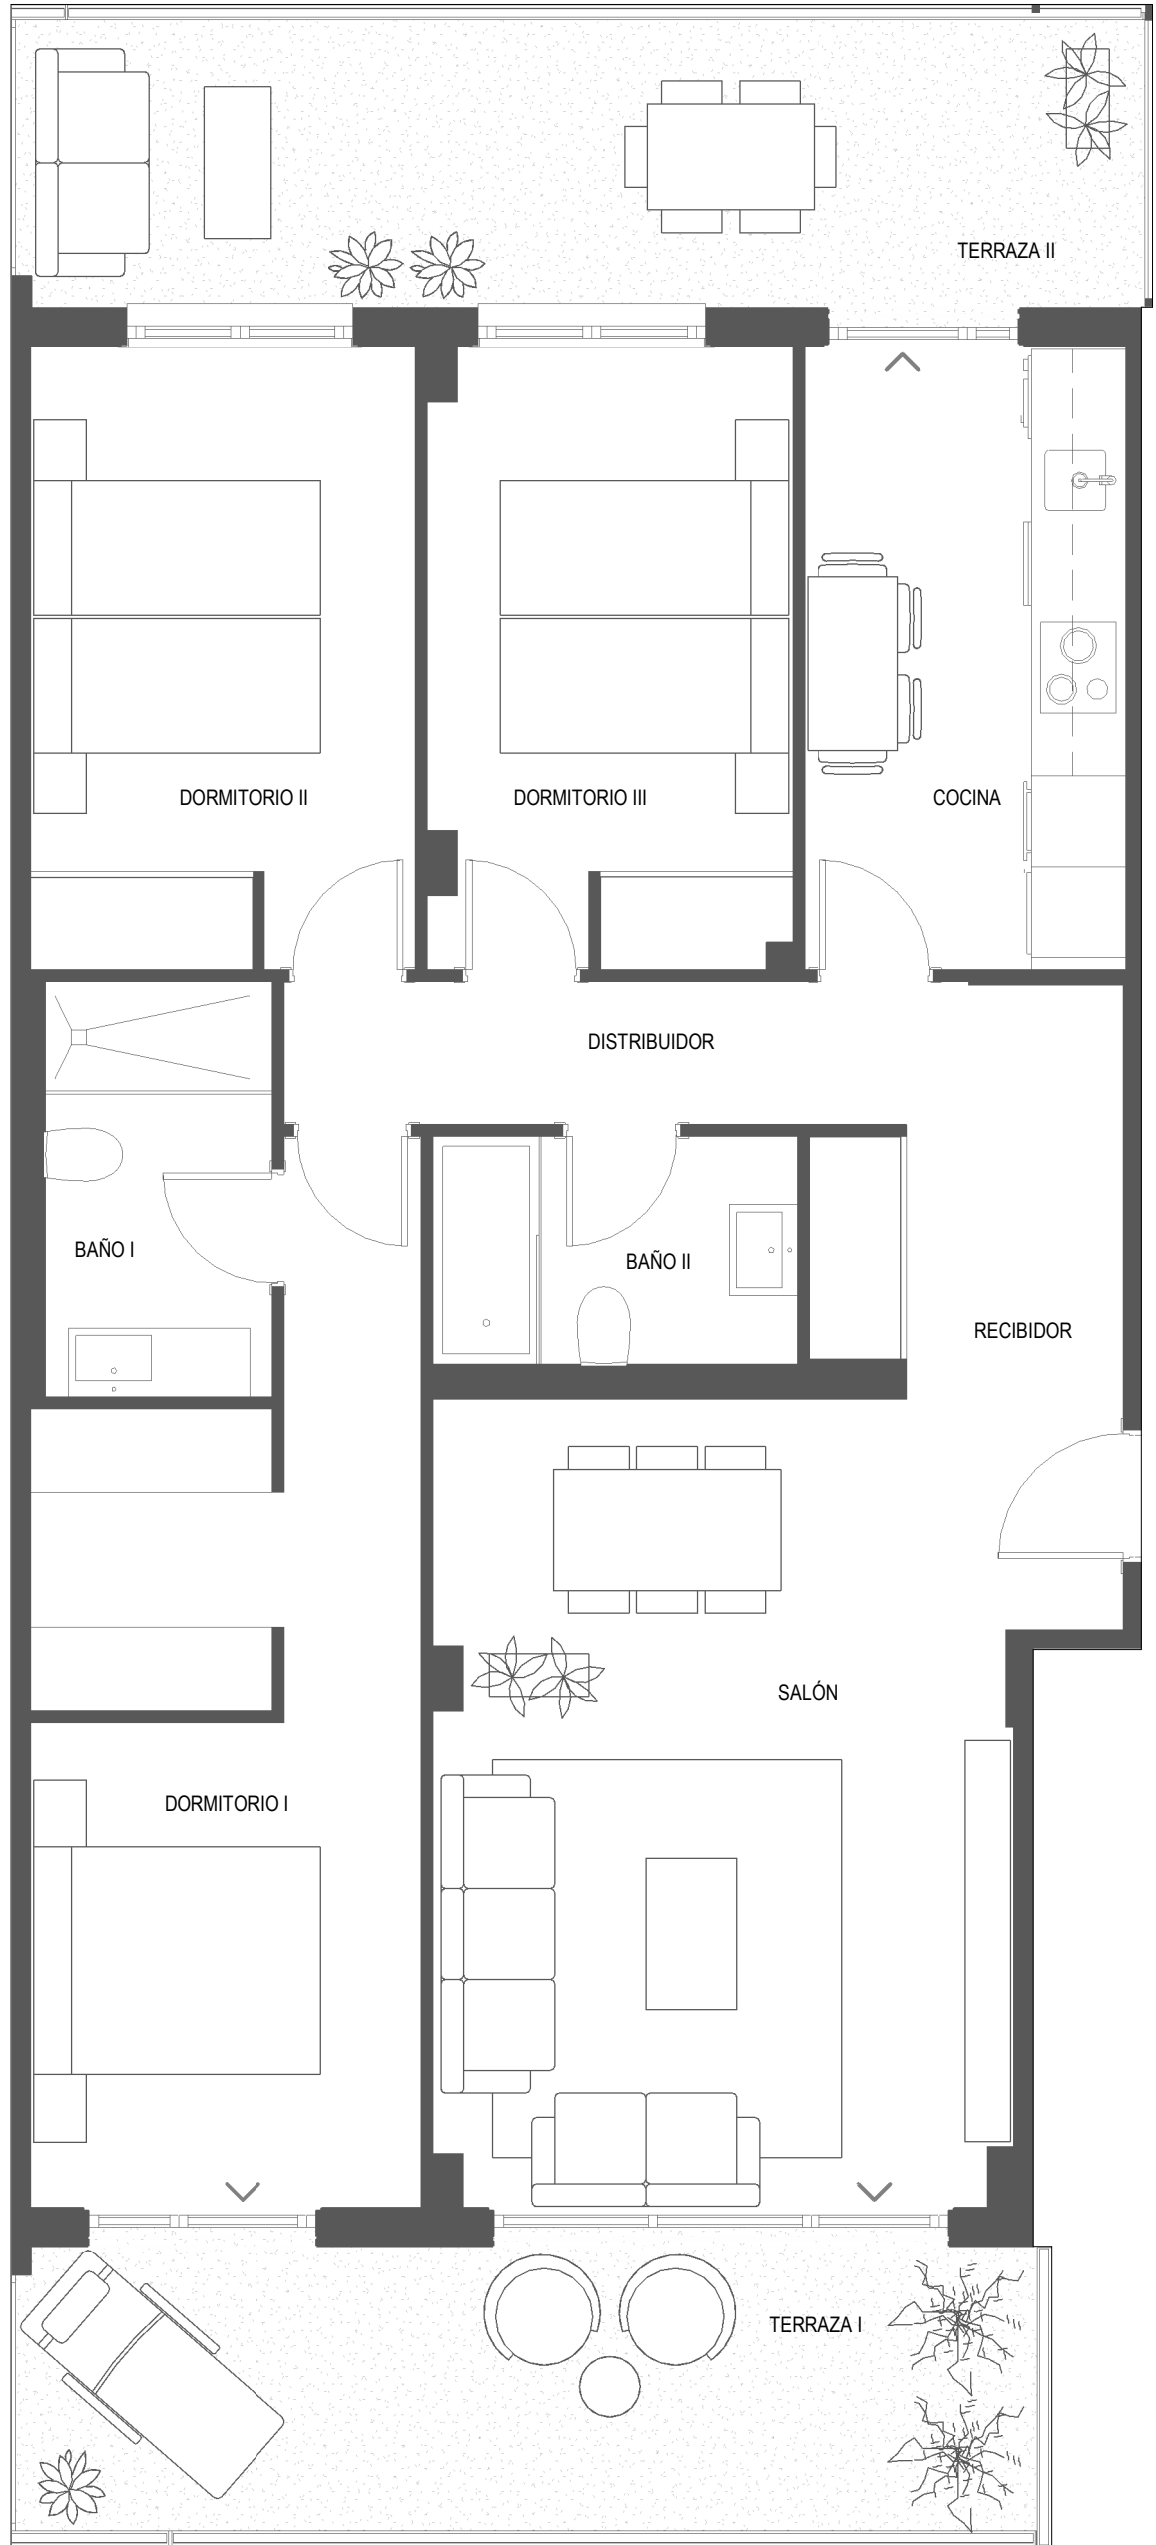 TERRAZA II
DORMITORIO II
DORMITORIO III
COCINA
DISTRIBUIDOR
BAÑO I
BAÑO II
RECIBIDOR
SALÓN
DORMITORIO I
TERRAZA I